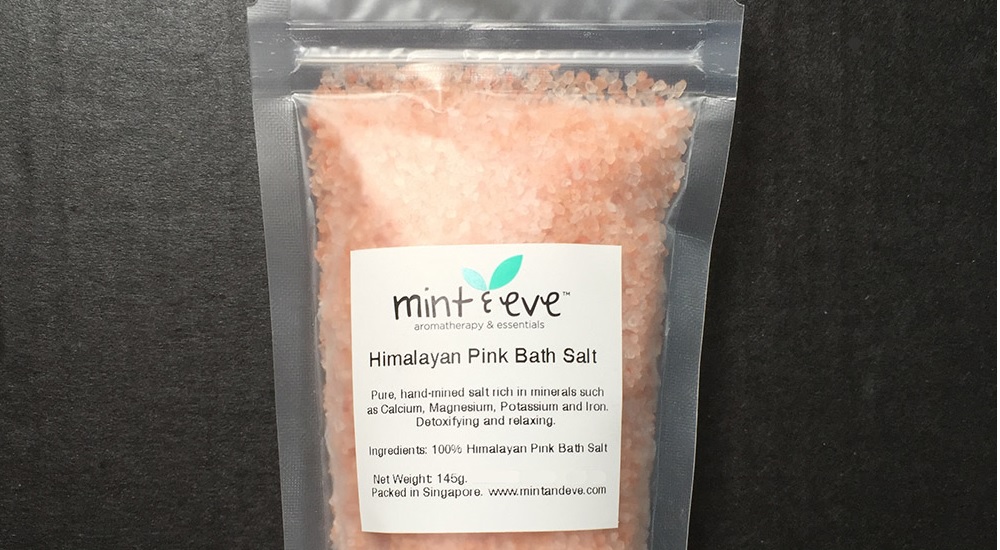 mint & eve™
aromatherapy & essentials
Himalayan Pink Bath Salt
Pure, hand-mined salt rich in minerals such
as Calcium, Magnesium, Potassium and Iron.
Detoxifying and relaxing.
Ingredients: 100% Himalayan Pink Bath Salt
Net Weight: 145g.
Packed in Singapore. www.mintandeve.com